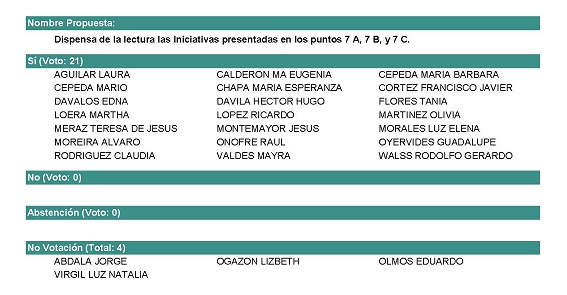 Nombre Propuesta:
Dispensa de la lectura las Iniciativas presentadas en los puntos 7 A, 7 B, y 7 C.
Sí (Voto: 21)
AGUILAR LAURA CALDERON MA EUGENIA CEPEDA MARIA BARBARA
CEPEDA MARIO CHAPA MARIA ESPERANZA CORTEZ FRANCISCO JAVIER
DAVALOS EDNA DAVILA HECTOR HUGO FLORES TANIA
LOERA MARTHA LOPEZ RICARDO MARTINEZ OLIVIA
MERAZ TERESA DE JESUS MONTEMAYOR JESUS MORALES LUZ ELENA
MOREIRA ALVARO ONOFRE RAUL OYERVIDES GUADALUPE
RODRIGUEZ CLAUDIA VALDES MAYRA WALSS RODOLFO GERARDO
No (Voto: 0)
Abstención (Voto: 0)
No Votación (Total: 4)
ABDALA JORGE OGAZON LIZBETH OLMOS EDUARDO
VIRGIL LUZ NATALIA